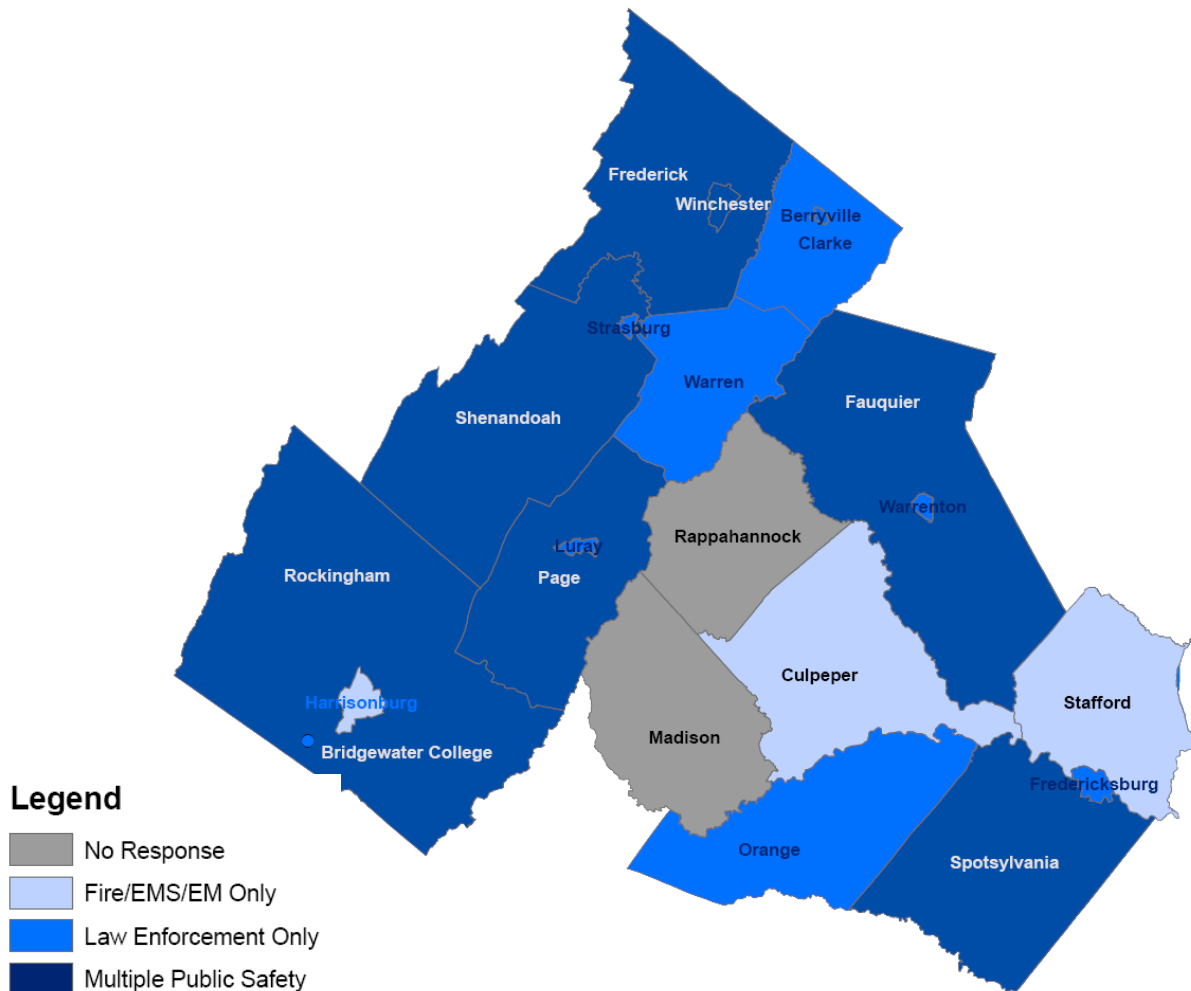 Frederick
Winchester
Berryville
Clarke
Strasburg
Warren
Fauquier
Shenandoah
Warrenton
Rappahannock
Luray
Page
Rockingham
Culpeper
Harrisonburg
Stafford
Madison
Bridgewater College
Fredericksburg
Orange
Spotsylvania
Legend
No Response
Fire/EMS/EM Only
Law Enforcement Only
Multiple Public Safety